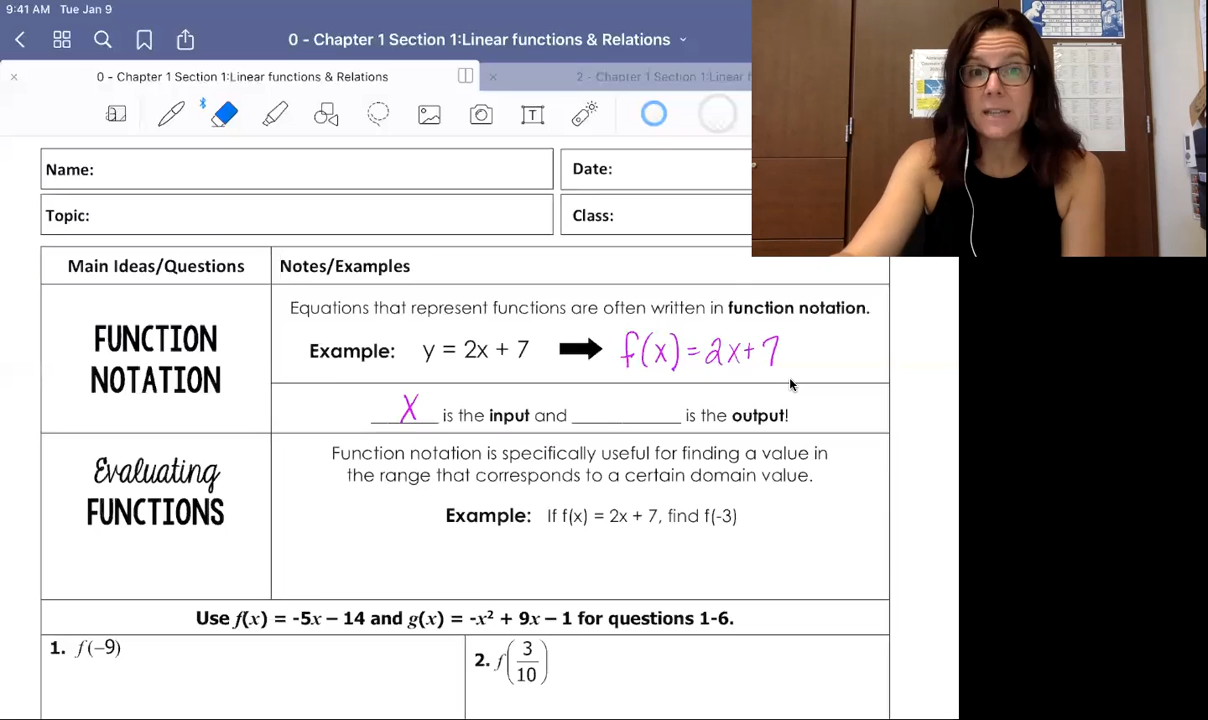 9:41 AM Tue Jan 9
0 - Chapter 1 Section 1:Linear functions & Relations
0 - Chapter 1 Section 1:Linear functions & Relations
2 - Chapter 1 Section 1:Linear f
T
Name:
Date:
Topic:
Class:
Main Ideas/Questions
Notes/Examples
FUNCTION
NOTATION
Equations that represent functions are often written in function notation.
Example: y = 2x + 7 f(x) = 2x+7
X is the input and ____________ is the output!
Evaluating
FUNCTIONS
Function notation is specifically useful for finding a value in
the range that corresponds to a certain domain value.
Example: If f(x) = 2x + 7, find f(-3)
Use f(x) = -5x – 14 and g(x) = -x² + 9x – 1 for questions 1-6.
1. f(–9)
2. f(3/10)